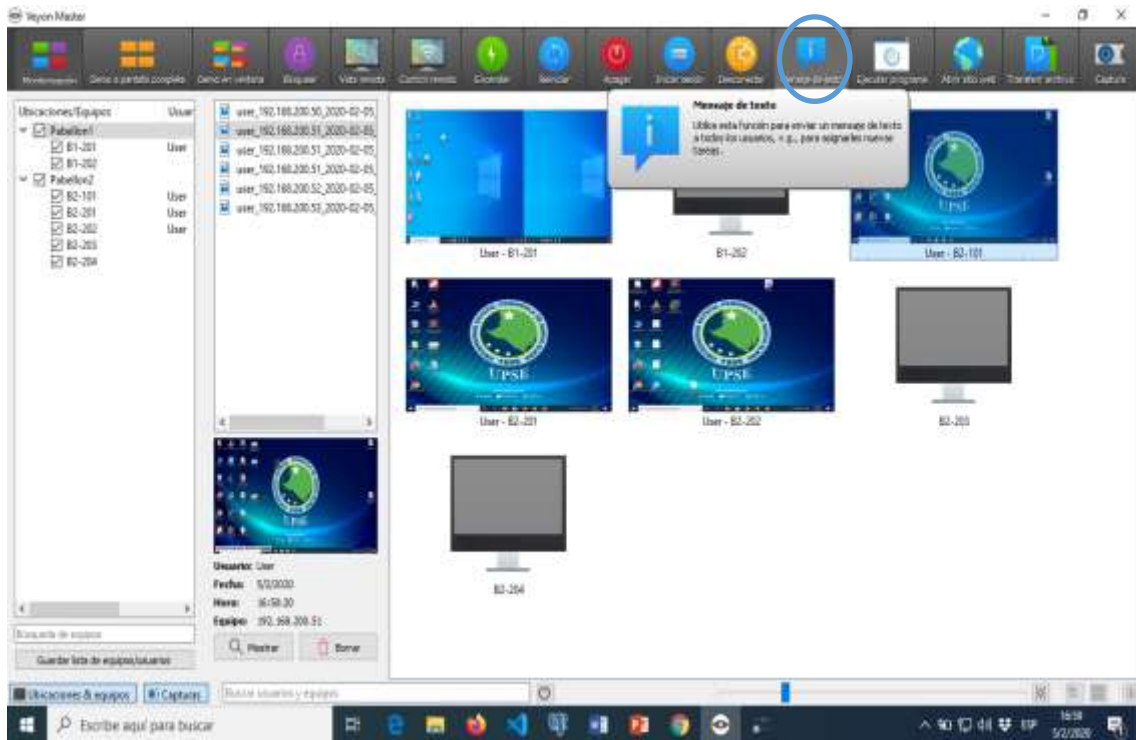 Veyon Master
Monitorización
Demo a pantalla completa
Demo en ventana
Bloquear
Vista remota
Control remoto
Encender
Reiniciar
Apagar
Iniciar sesión
Desconectar
Mensaje de texto
Ejecutar programa
Abrir sitio web
Transferir archivos
Captura
Ubicaciones/Equipos
Pabellon1
B1-201 User
B1-202
Pabellon2
B2-101 User
B2-201 User
B2-202 User
B2-203
B2-204
user_192.168.200.50_2020-02-05_
user_192.168.200.51_2020-02-05_
user_192.168.200.51_2020-02-05_
user_192.168.200.51_2020-02-05_
user_192.168.200.52_2020-02-05_
user_192.168.200.53_2020-02-05_
Mensaje de texto
Utilice esta función para enviar un mensaje de texto
a todos los usuarios, v.g., para asignarles nuevas
tareas.
User - B1-201
B1-202
UPSE
User - B2-101
UPSE
User - B2-201
UPSE
User - B2-202
B2-203
B2-204
UPSE
Usuario: User
Fecha: 5/2/2020
Hora: 16:58:20
Equipo: 192.168.200.51
Mostrar
Borrar
Búsqueda de equipos
Guardar lista de equipos/usuarios
Ubicaciones & equipos
Capturas
Buscar usuarios y equipos
Escribe aquí para buscar
ESP
16:59
5/2/2020